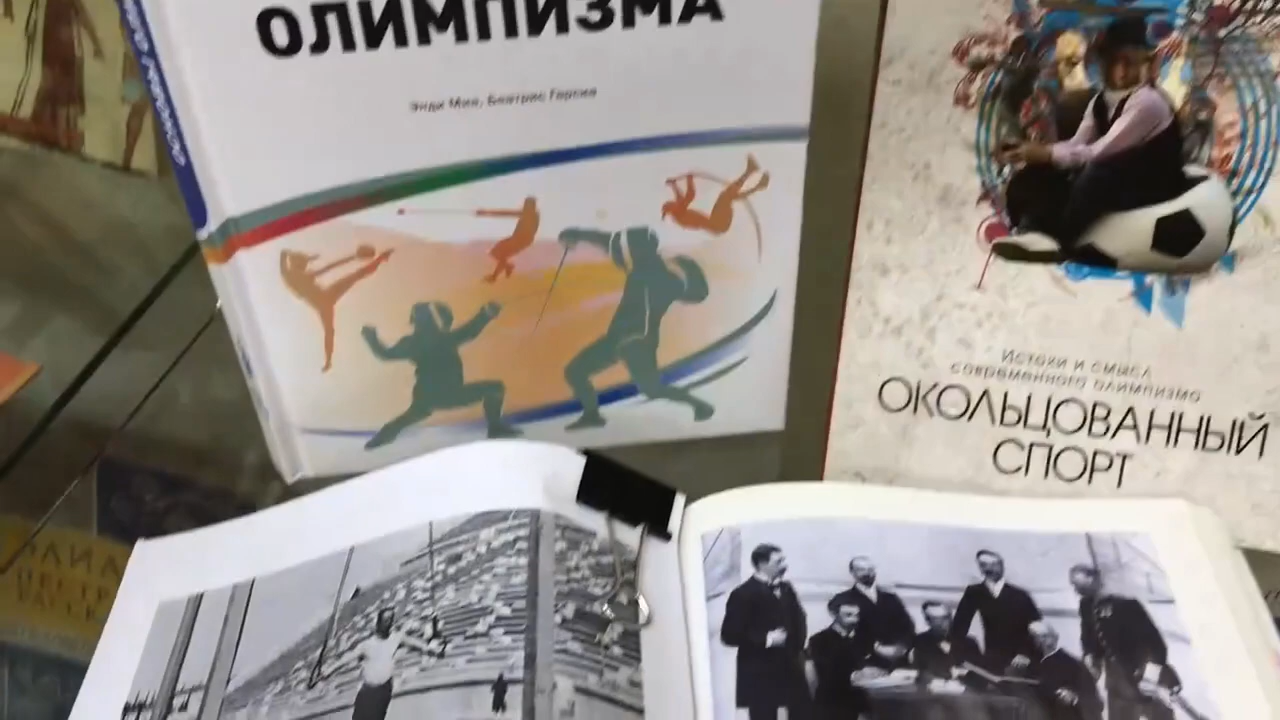 ОЛИМПИЗМА
Энди Миа, Беатрис Гарсиа
Истоки и смысл
современного олимпизма
ОКОЛЬЦОВАННЫЙ
СПОРТ